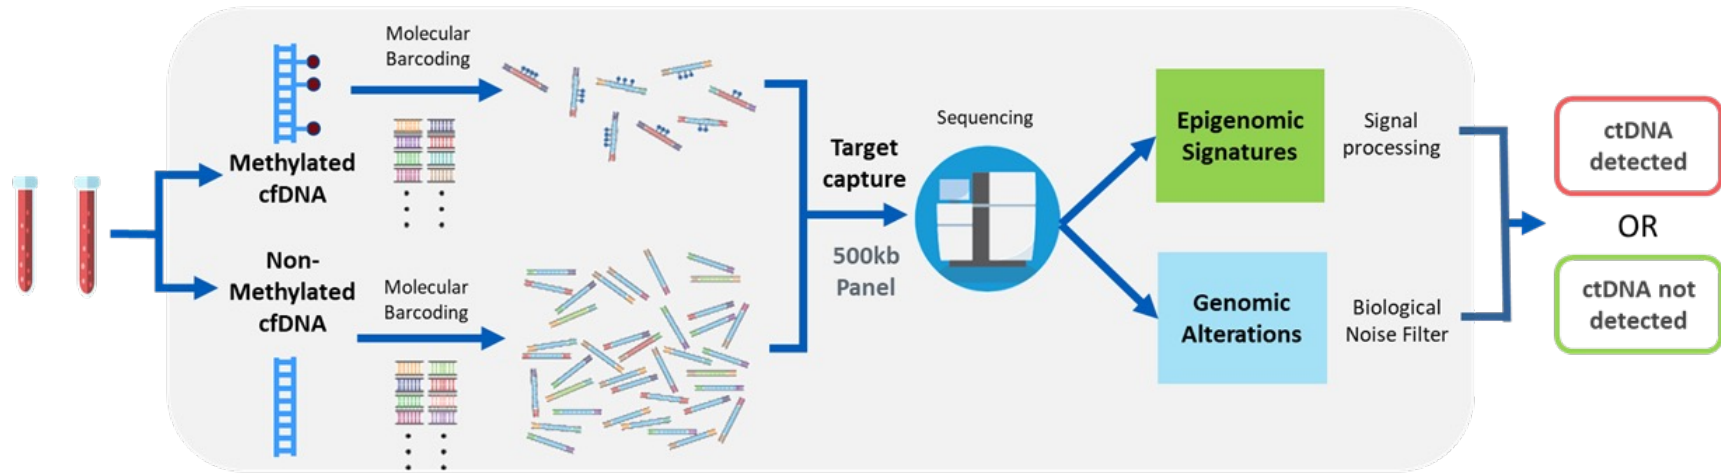 Molecular
Barcoding
Methylated
cfDNA
Non-
Methylated
cfDNA
Molecular
Barcoding
Target
capture
500kb
Panel
Sequencing
Epigenomic
Signatures
Signal
processing
Genomic
Alterations
Biological
Noise Filter
ctDNA
detected
OR
ctDNA not
detected